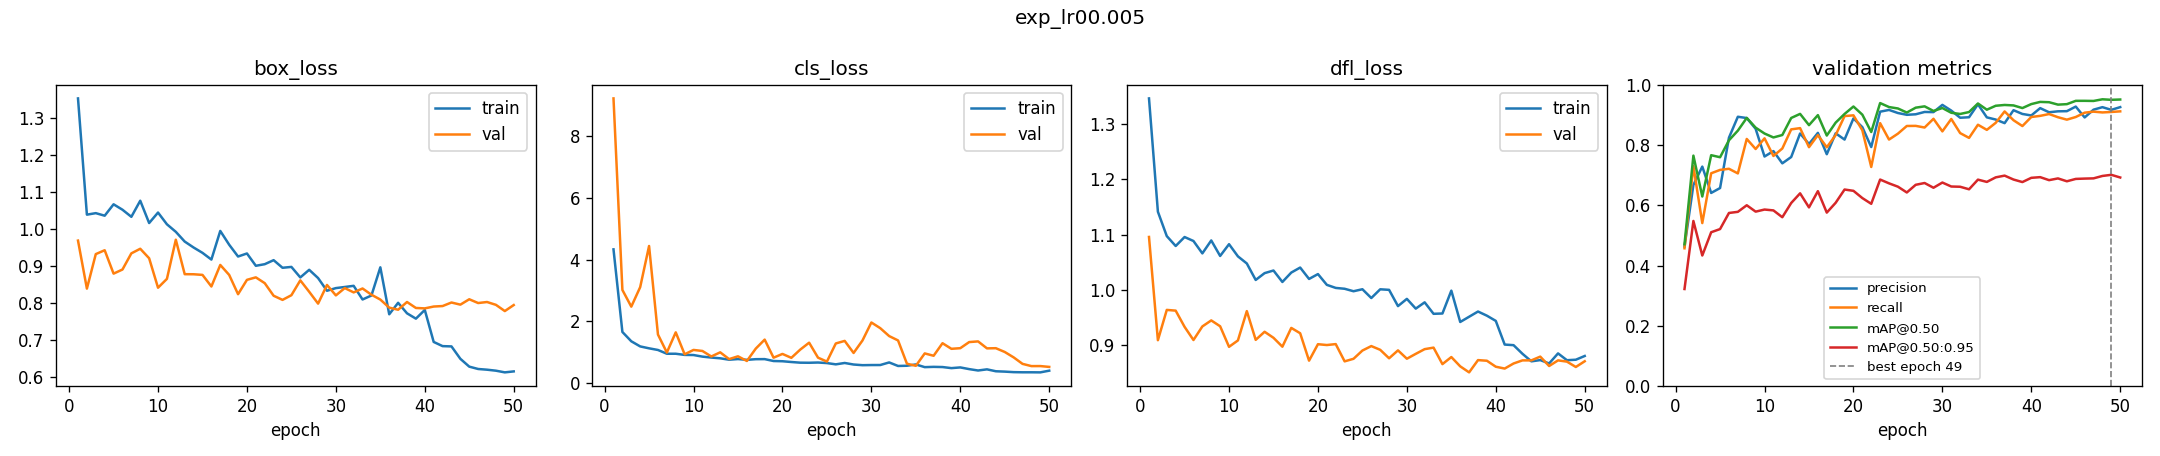 exp_lr00.005
box_loss
train
val
1.3
1.2
1.1
1.0
0.9
0.8
0.7
0.6
0 10 20 30 40 50
epoch
cls_loss
train
val
8
6
4
2
0
0 10 20 30 40 50
epoch
dfl_loss
train
val
1.3
1.2
1.1
1.0
0.9
0 10 20 30 40 50
epoch
validation metrics
1.0
0.8
0.6
0.4
0.2
0.0
precision
recall
mAP@0.50
mAP@0.50:0.95
best epoch 49
0 10 20 30 40 50
epoch